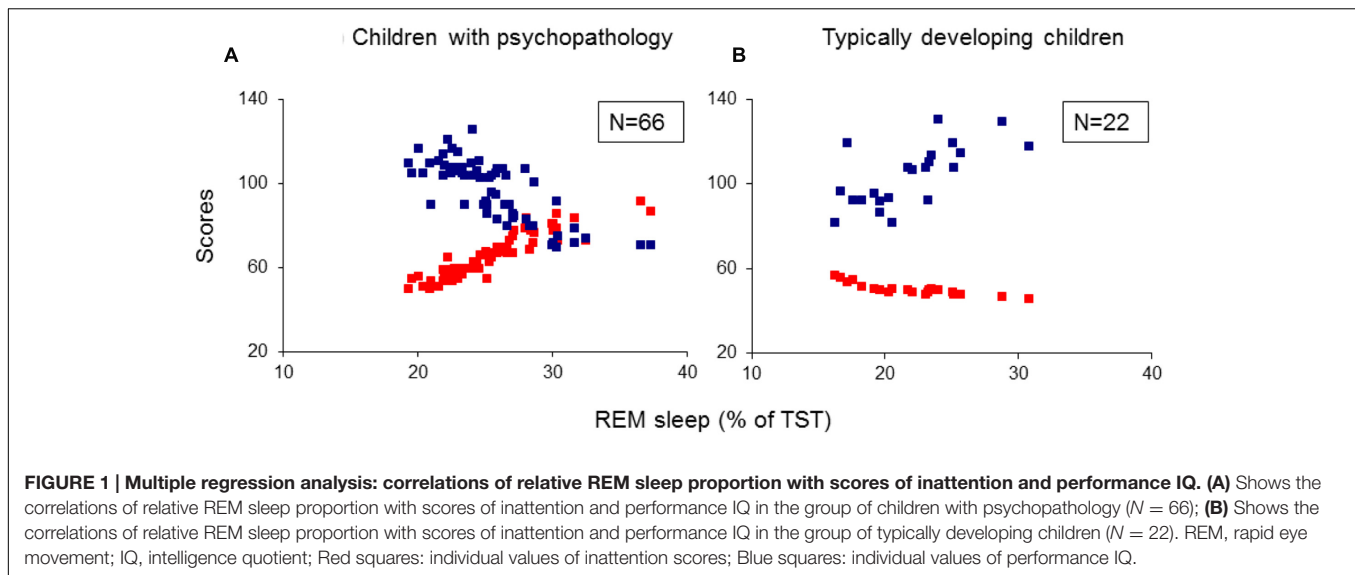 Children with psychopathology
Typically developing children
A
B
140
N=66
100
Scores
60
20
10
20
30
40
140
N=22
100
60
20
10
20
30
40
REM sleep (% of TST)
FIGURE 1 | Multiple regression analysis: correlations of relative REM sleep proportion with scores of inattention and performance IQ. (A) Shows the
correlations of relative REM sleep proportion with scores of inattention and performance IQ in the group of children with psychopathology (N = 66); (B) Shows the
correlations of relative REM sleep proportion with scores of inattention and performance IQ in the group of typically developing children (N = 22). REM, rapid eye
movement; IQ, intelligence quotient; Red squares: individual values of inattention scores; Blue squares: individual values of performance IQ.